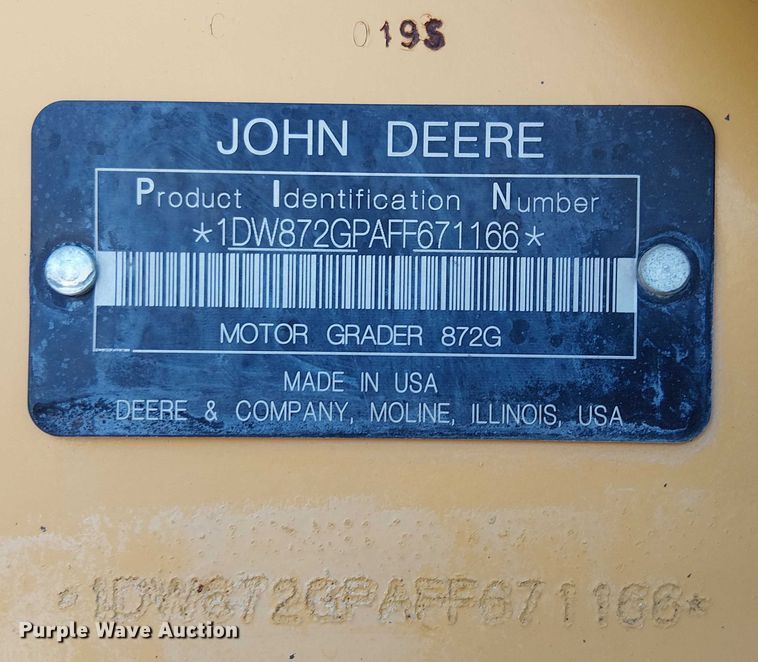 0195
JOHN DEERE
Product Identification Number
*1DW872GPAFF671166*
MOTOR GRADER 872G
MADE IN USA
DEERE & COMPANY, MOLINE, ILLINOIS, USA
*1DW872GPAFF671166*
Purple Wave Auction